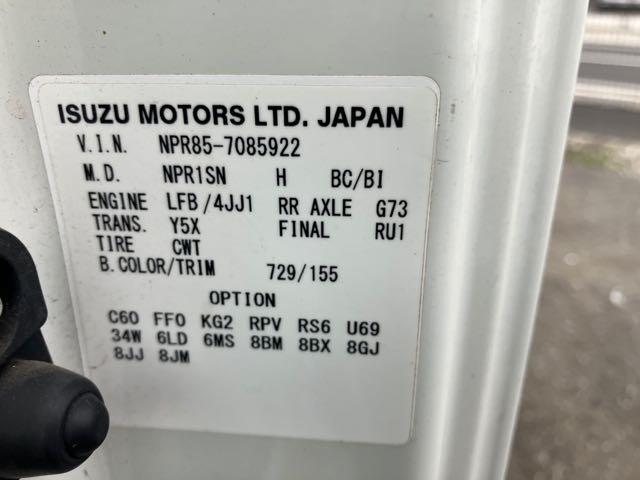 ISUZU MOTORS LTD. JAPAN
V.I.N. NPR85-7085922
M.D. NPR1SN H BC/BI
ENGINE LFB/4JJ1 RR AXLE G73
TRANS. Y5X FINAL RU1
TIRE CWT
B.COLOR/TRIM 729/155
OPTION
C60 FF0 KG2 RPV RS6 U69
34W 6LD 6MS 8BM 8BX 8GJ
8JJ 8JM